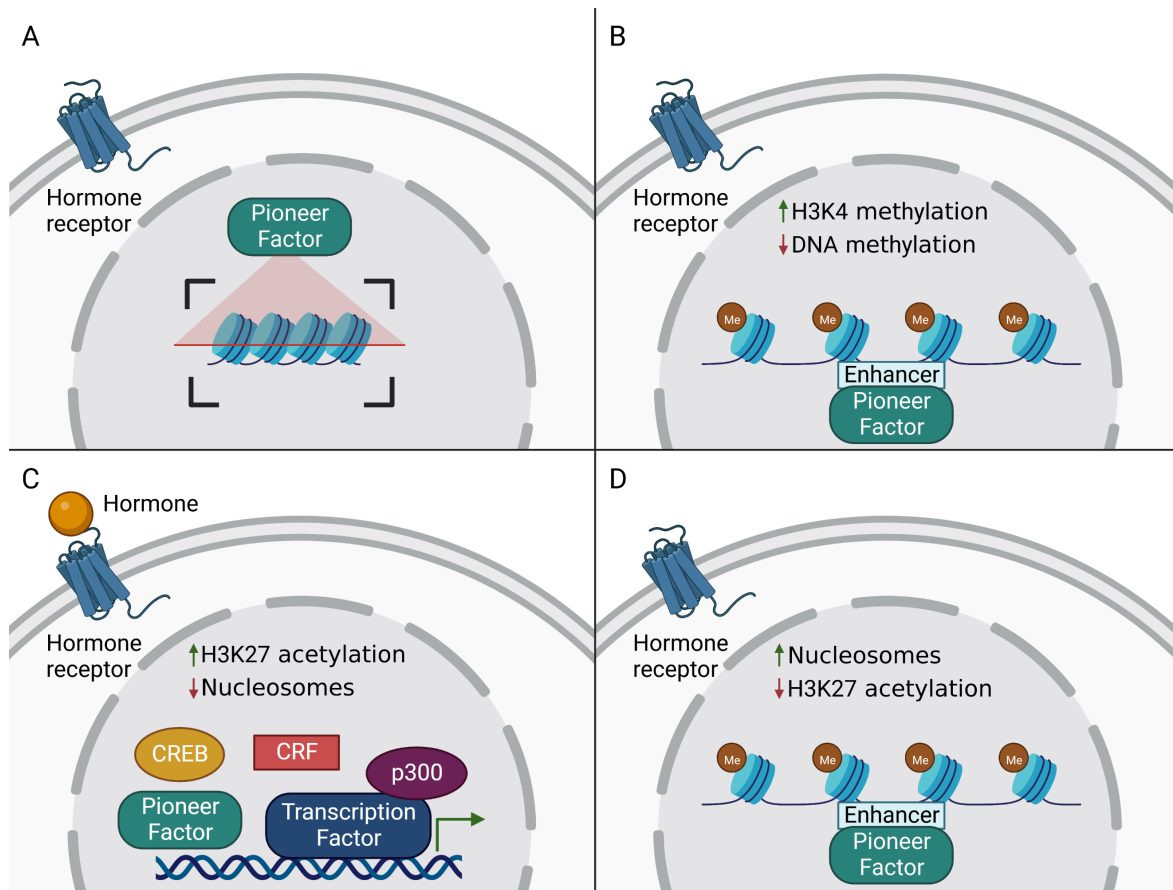 A
Hormone
receptor
Pioneer
Factor
B
Hormone
receptor
H3K4 methylation
DNA methylation
Me
Me
Me
Me
Enhancer
Pioneer
Factor
C
Hormone
Hormone
receptor
H3K27 acetylation
Nucleosomes
CREB
CRF
p300
Pioneer
Factor
Transcription
Factor
D
Hormone
receptor
Nucleosomes
H3K27 acetylation
Me
Me
Me
Me
Enhancer
Pioneer
Factor